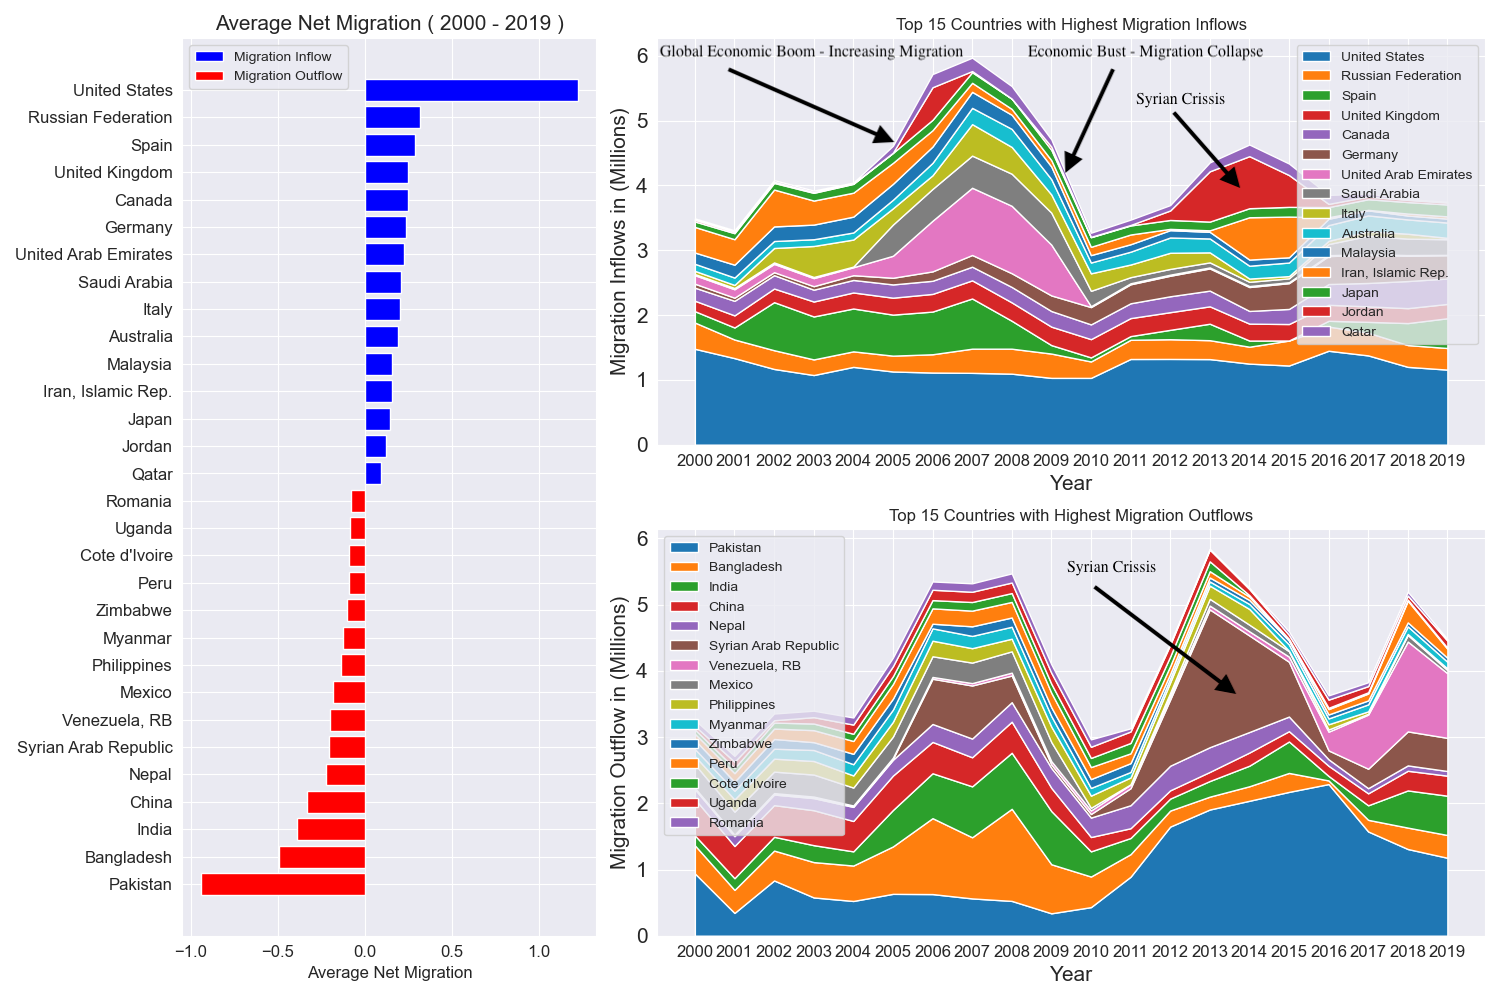 Average Net Migration ( 2000 - 2019 )
Migration Inflow
Migration Outflow
United States
Russian Federation
Spain
United Kingdom
Canada
Germany
United Arab Emirates
Saudi Arabia
Italy
Australia
Malaysia
Iran, Islamic Rep.
Japan
Jordan
Qatar
Romania
Uganda
Cote d'Ivoire
Peru
Zimbabwe
Myanmar
Philippines
Mexico
Venezuela, RB
Syrian Arab Republic
Nepal
China
India
Bangladesh
Pakistan
−1.0 −0.5 0.0 0.5 1.0
Average Net Migration
Top 15 Countries with Highest Migration Inflows
Global Economic Boom - Increasing Migration
Economic Bust - Migration Collapse
Syrian Crissis
United States
Russian Federation
Spain
United Kingdom
Canada
Germany
United Arab Emirates
Saudi Arabia
Italy
Australia
Malaysia
Iran, Islamic Rep.
Japan
Jordan
Qatar
Migration Inflows in (Millions)
6
5
4
3
2
1
0
2000 2001 2002 2003 2004 2005 2006 2007 2008 2009 2010 2011 2012 2013 2014 2015 2016 2017 2018 2019
Year
Top 15 Countries with Highest Migration Outflows
Syrian Crissis
Pakistan
Bangladesh
India
China
Nepal
Syrian Arab Republic
Venezuela, RB
Mexico
Philippines
Myanmar
Zimbabwe
Peru
Cote d'Ivoire
Uganda
Romania
Migration Outflow in (Millions)
6
5
4
3
2
1
0
2000 2001 2002 2003 2004 2005 2006 2007 2008 2009 2010 2011 2012 2013 2014 2015 2016 2017 2018 2019
Year